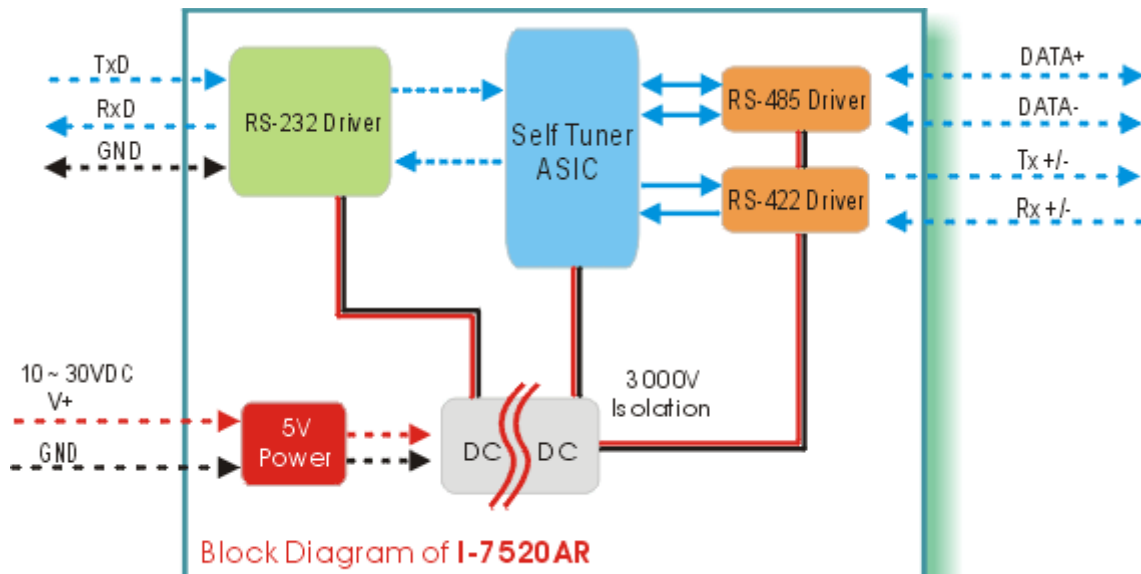 TxD
RxD
GND
RS-232 Driver
Self Tuner
ASIC
RS-485 Driver
RS-422 Driver
DATA+
DATA-
Tx +/-
Rx +/-
10 ~ 30VDC
V+
GND
5V
Power
DC
DC
3000V
Isolation
Block Diagram of I-7520AR